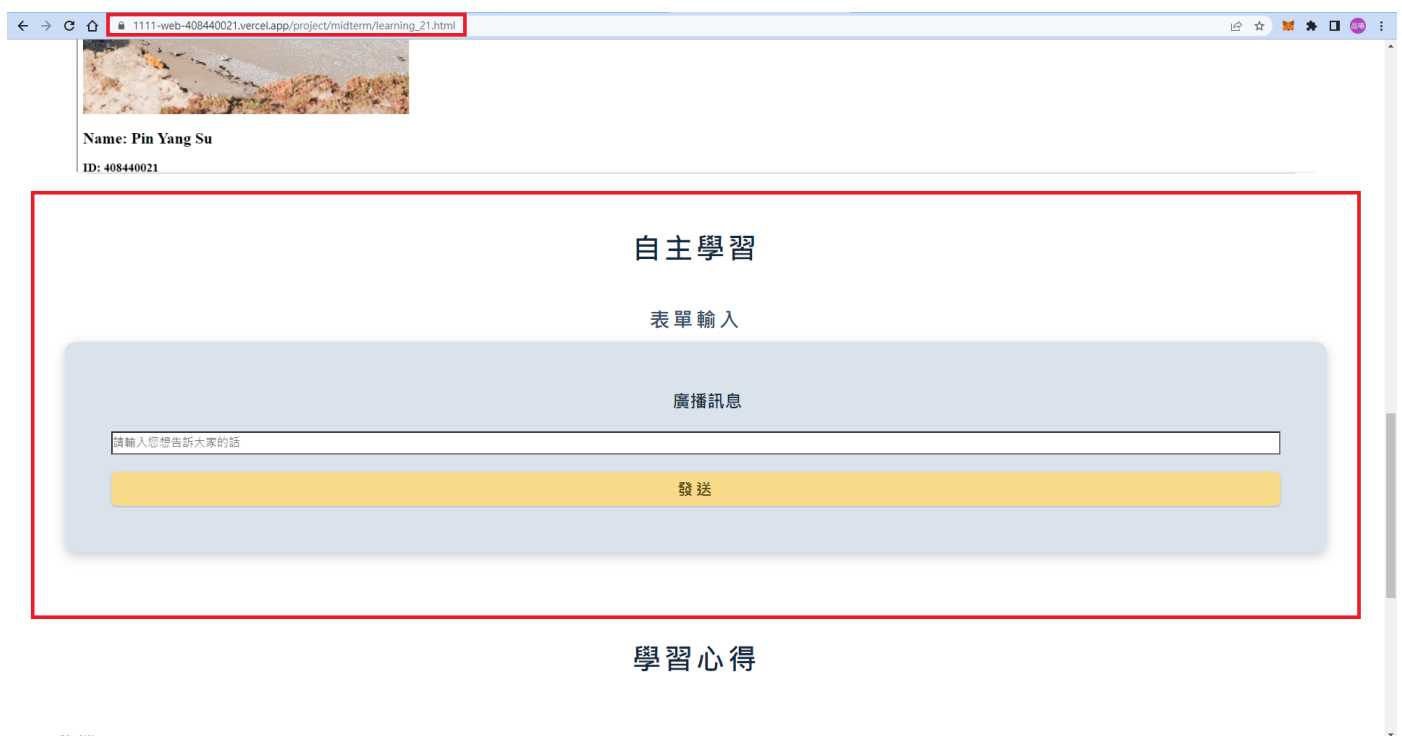 1111-web-408440021.vercel.app/project/midterm/learning_21.html
Name: Pin Yang Su
ID: 408440021
自主學習
表單輸入
廣播訊息
請輸入您想告訴大家的話
發送
學習心得